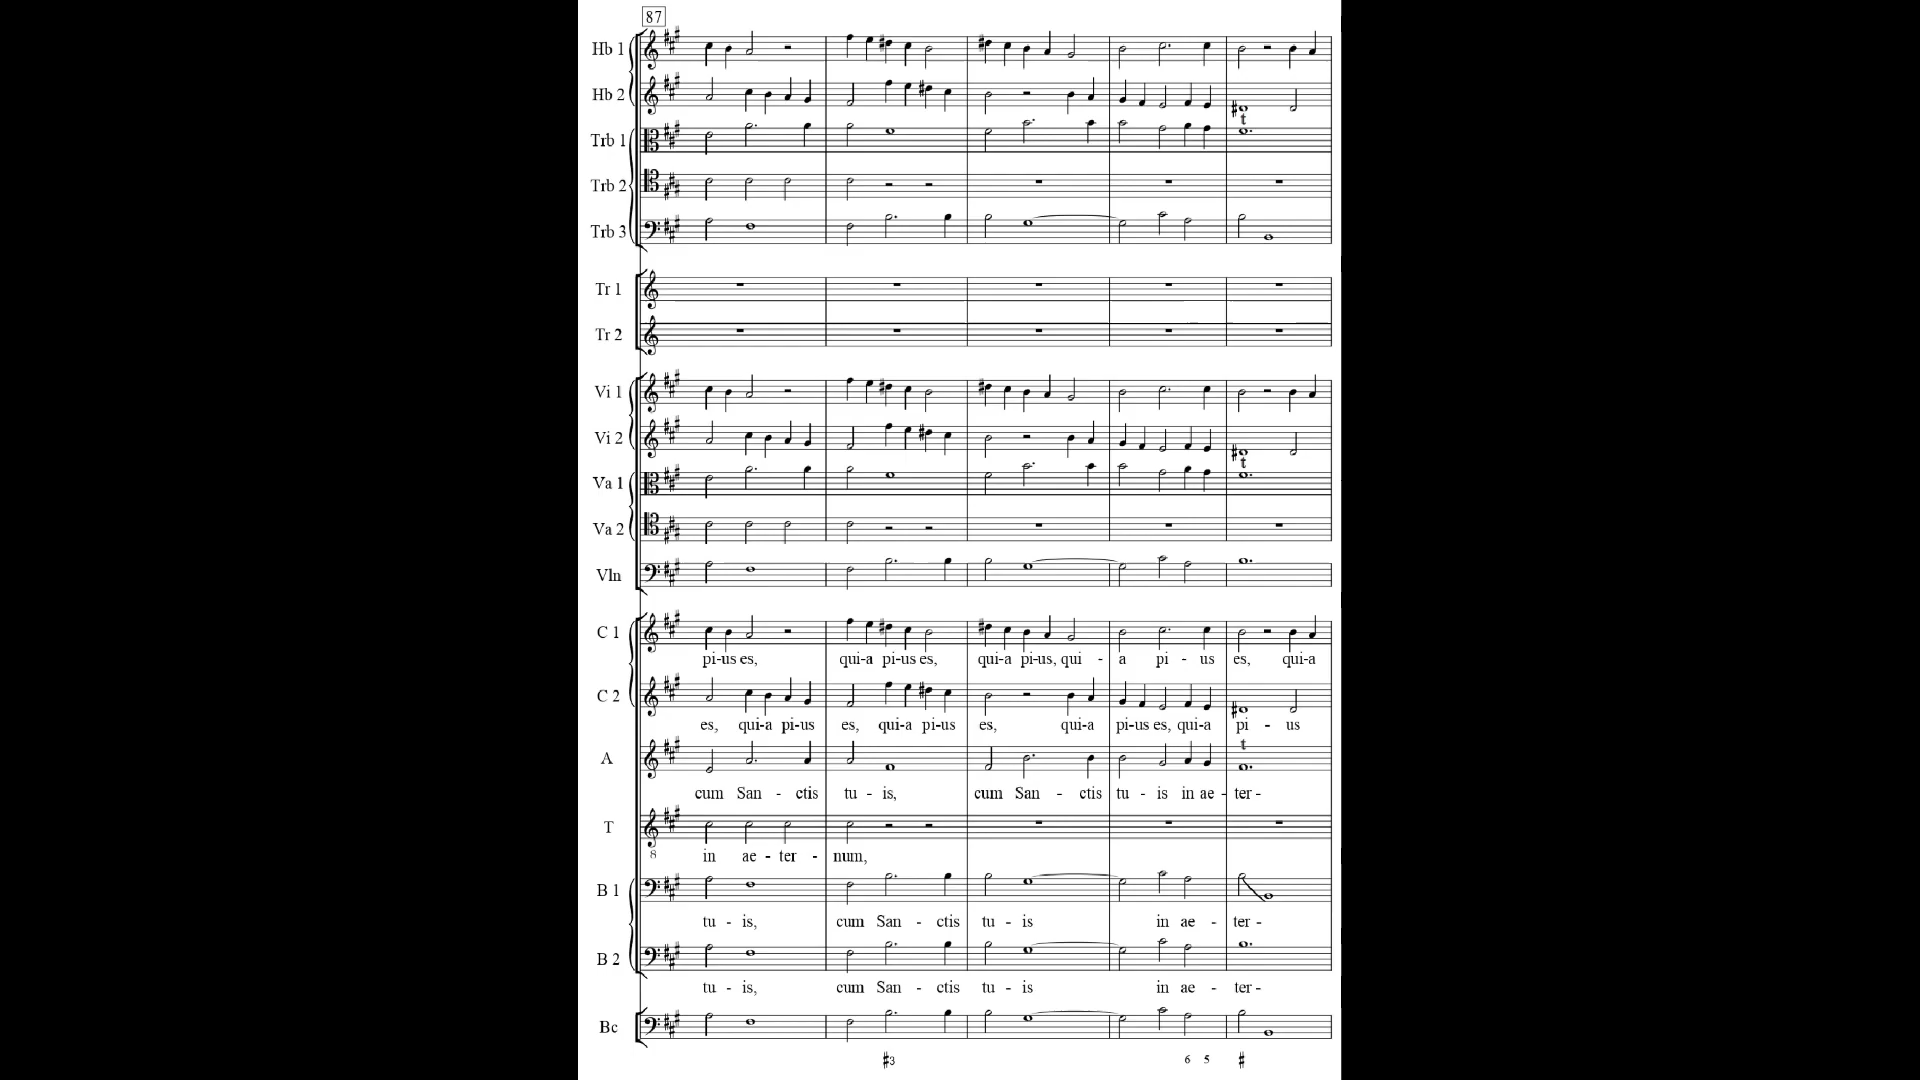 87
Hb 1
Hb 2
t
Trb 1
Trb 2
Trb 3
Tr 1
Tr 2
Vi 1
Vi 2
t
Va 1
Va 2
Vln
C 1
pi-us es, qui-a pi-us es, qui-a pi-us, qui - a pi - us es, qui-a
C 2
es, qui-a pi-us es, qui-a pi-us es, qui-a pi-us es, qui-a pi - us
t
A
cum San - ctis tu - is, cum San - ctis tu - is in ae - ter -
T
8
in ae - ter - num,
B 1
tu - is, cum San - ctis tu - is in ae - ter -
B 2
tu - is, cum San - ctis tu - is in ae - ter -
Bc
♯3 6 5 ♯